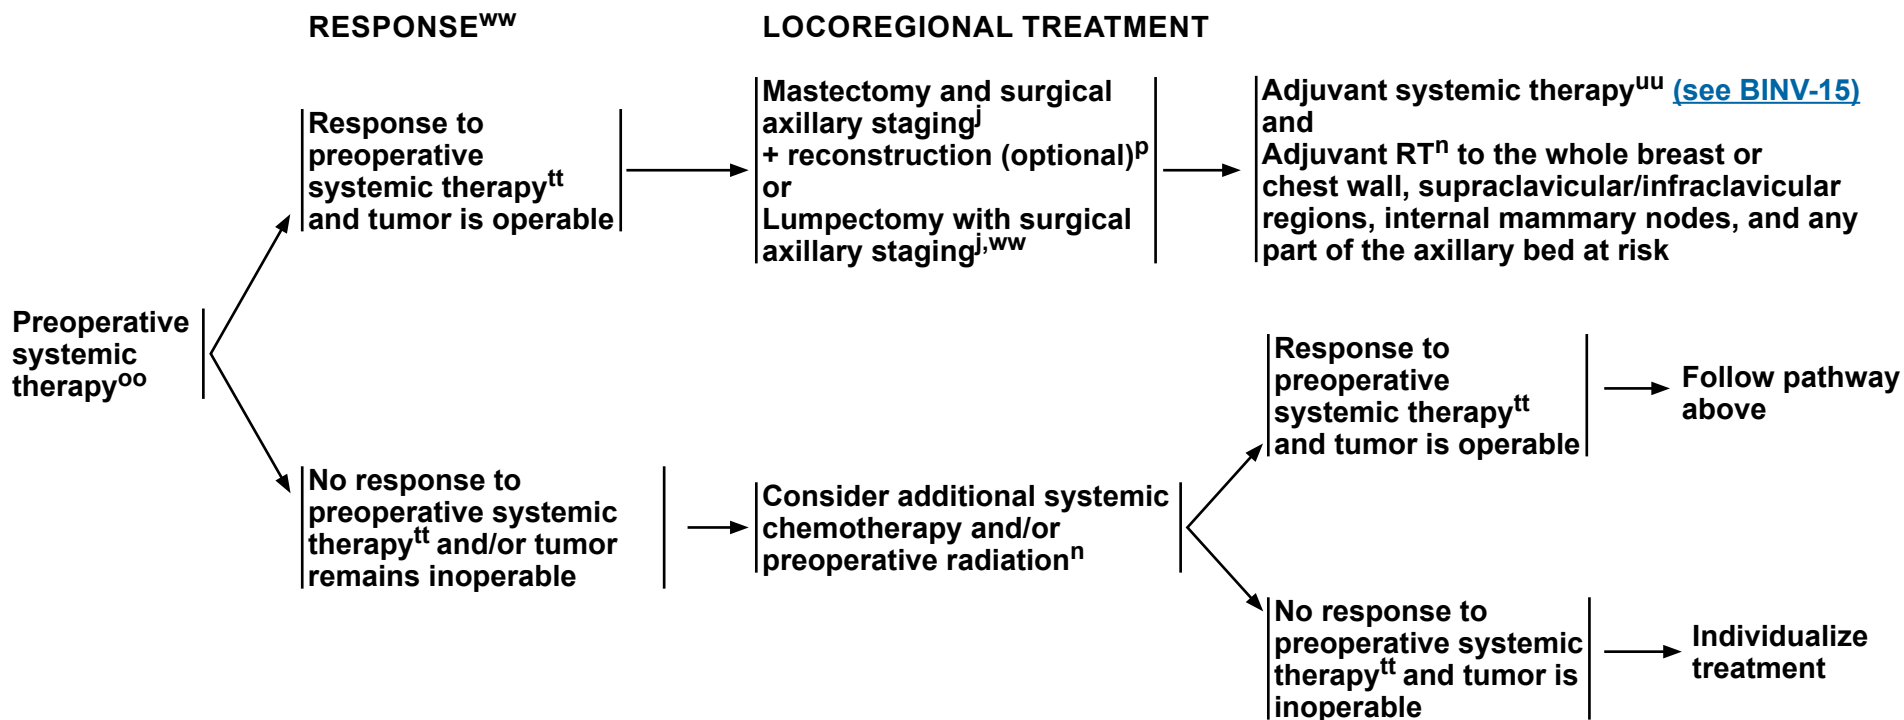 RESPONSEww
LOCOREGIONAL TREATMENT
Preoperative
systemic
therapyoo
Response to
preoperative
systemic therapytt
and tumor is operable
Mastectomy and surgical
axillary stagingj
+ reconstruction (optional)p
or
Lumpectomy with surgical
axillary stagingj,ww
Adjuvant systemic therapyuu (see BINV-15)
and
Adjuvant RTn to the whole breast or
chest wall, supraclavicular/infraclavicular
regions, internal mammary nodes, and any
part of the axillary bed at risk
No response to
preoperative systemic
therapytt and/or tumor
remains inoperable
Consider additional systemic
chemotherapy and/or
preoperative radiationn
Response to
preoperative
systemic therapytt
and tumor is operable
Follow pathway
above
No response to
preoperative systemic
therapytt and tumor is
inoperable
Individualize
treatment